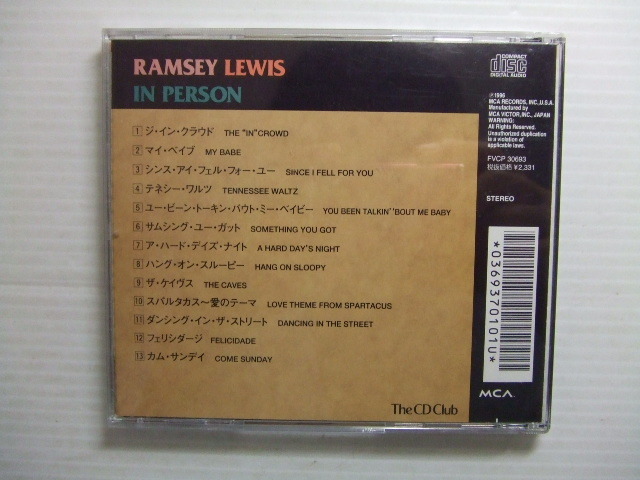 RAMSEY LEWIS
IN PERSON
1 ジ・イン・クラウド THE "IN" CROWD
2 マイ・ベイブ MY BABE
3 シンス・アイ・フェル・フォー・ユー SINCE I FELL FOR YOU
4 テネシー・ワルツ TENNESSEE WALTZ
5 ユー・ビーン・トーキン・バウト・ミー・ベイビー YOU BEEN TALKIN' 'BOUT ME BABY
6 サムシング・ユー・ガット SOMETHING YOU GOT
7 ア・ハード・デイズ・ナイト A HARD DAY'S NIGHT
8 ハング・オン・スルーピー HANG ON SLOOPY
9 ザ・ケイヴス THE CAVES
10 スパルタカス〜愛のテーマ LOVE THEME FROM SPARTACUS
11 ダンシング・イン・ザ・ストリート DANCING IN THE STREET
12 フェリシダージ FELICIDADE
13 カム・サンデイ COME SUNDAY
The CD Club
COMPACT
disc
DIGITAL AUDIO
℗1996
MCA RECORDS, INC., U.S.A.
Manufactured by
MCA VICTOR, INC., JAPAN
WARNING:
All Rights Reserved.
Unauthorized duplication
is a violation of
applicable laws.
FVCP 30693
税抜価格 ¥2,331
STEREO
*0369370101U*
MCA